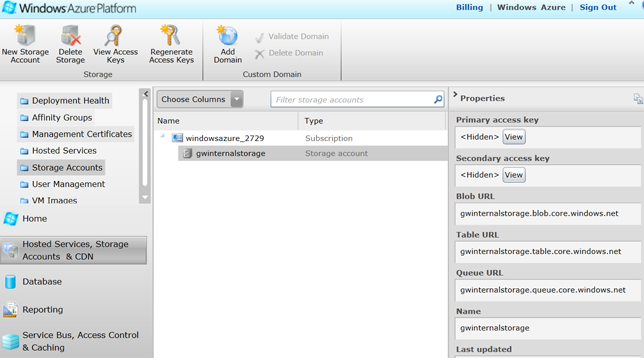 Windows Azure Platform
Billing | Windows Azure | Sign Out
New Storage Account
Delete Storage
View Access Keys
Regenerate Access Keys
Storage
Add Domain
Validate Domain
Delete Domain
Custom Domain
Deployment Health
Affinity Groups
Management Certificates
Hosted Services
Storage Accounts
User Management
VM Images
Home
Hosted Services, Storage
Accounts & CDN
Database
Reporting
Service Bus, Access Control
& Caching
Choose Columns
Filter storage accounts
Name Type
windowsazure_2729 Subscription
gwinternalstorage Storage account
Properties
Primary access key
<Hidden> View
Secondary access key
<Hidden> View
Blob URL
gwinternalstorage.blob.core.windows.net
Table URL
gwinternalstorage.table.core.windows.net
Queue URL
gwinternalstorage.queue.core.windows.net
Name
gwinternalstorage
Last updated